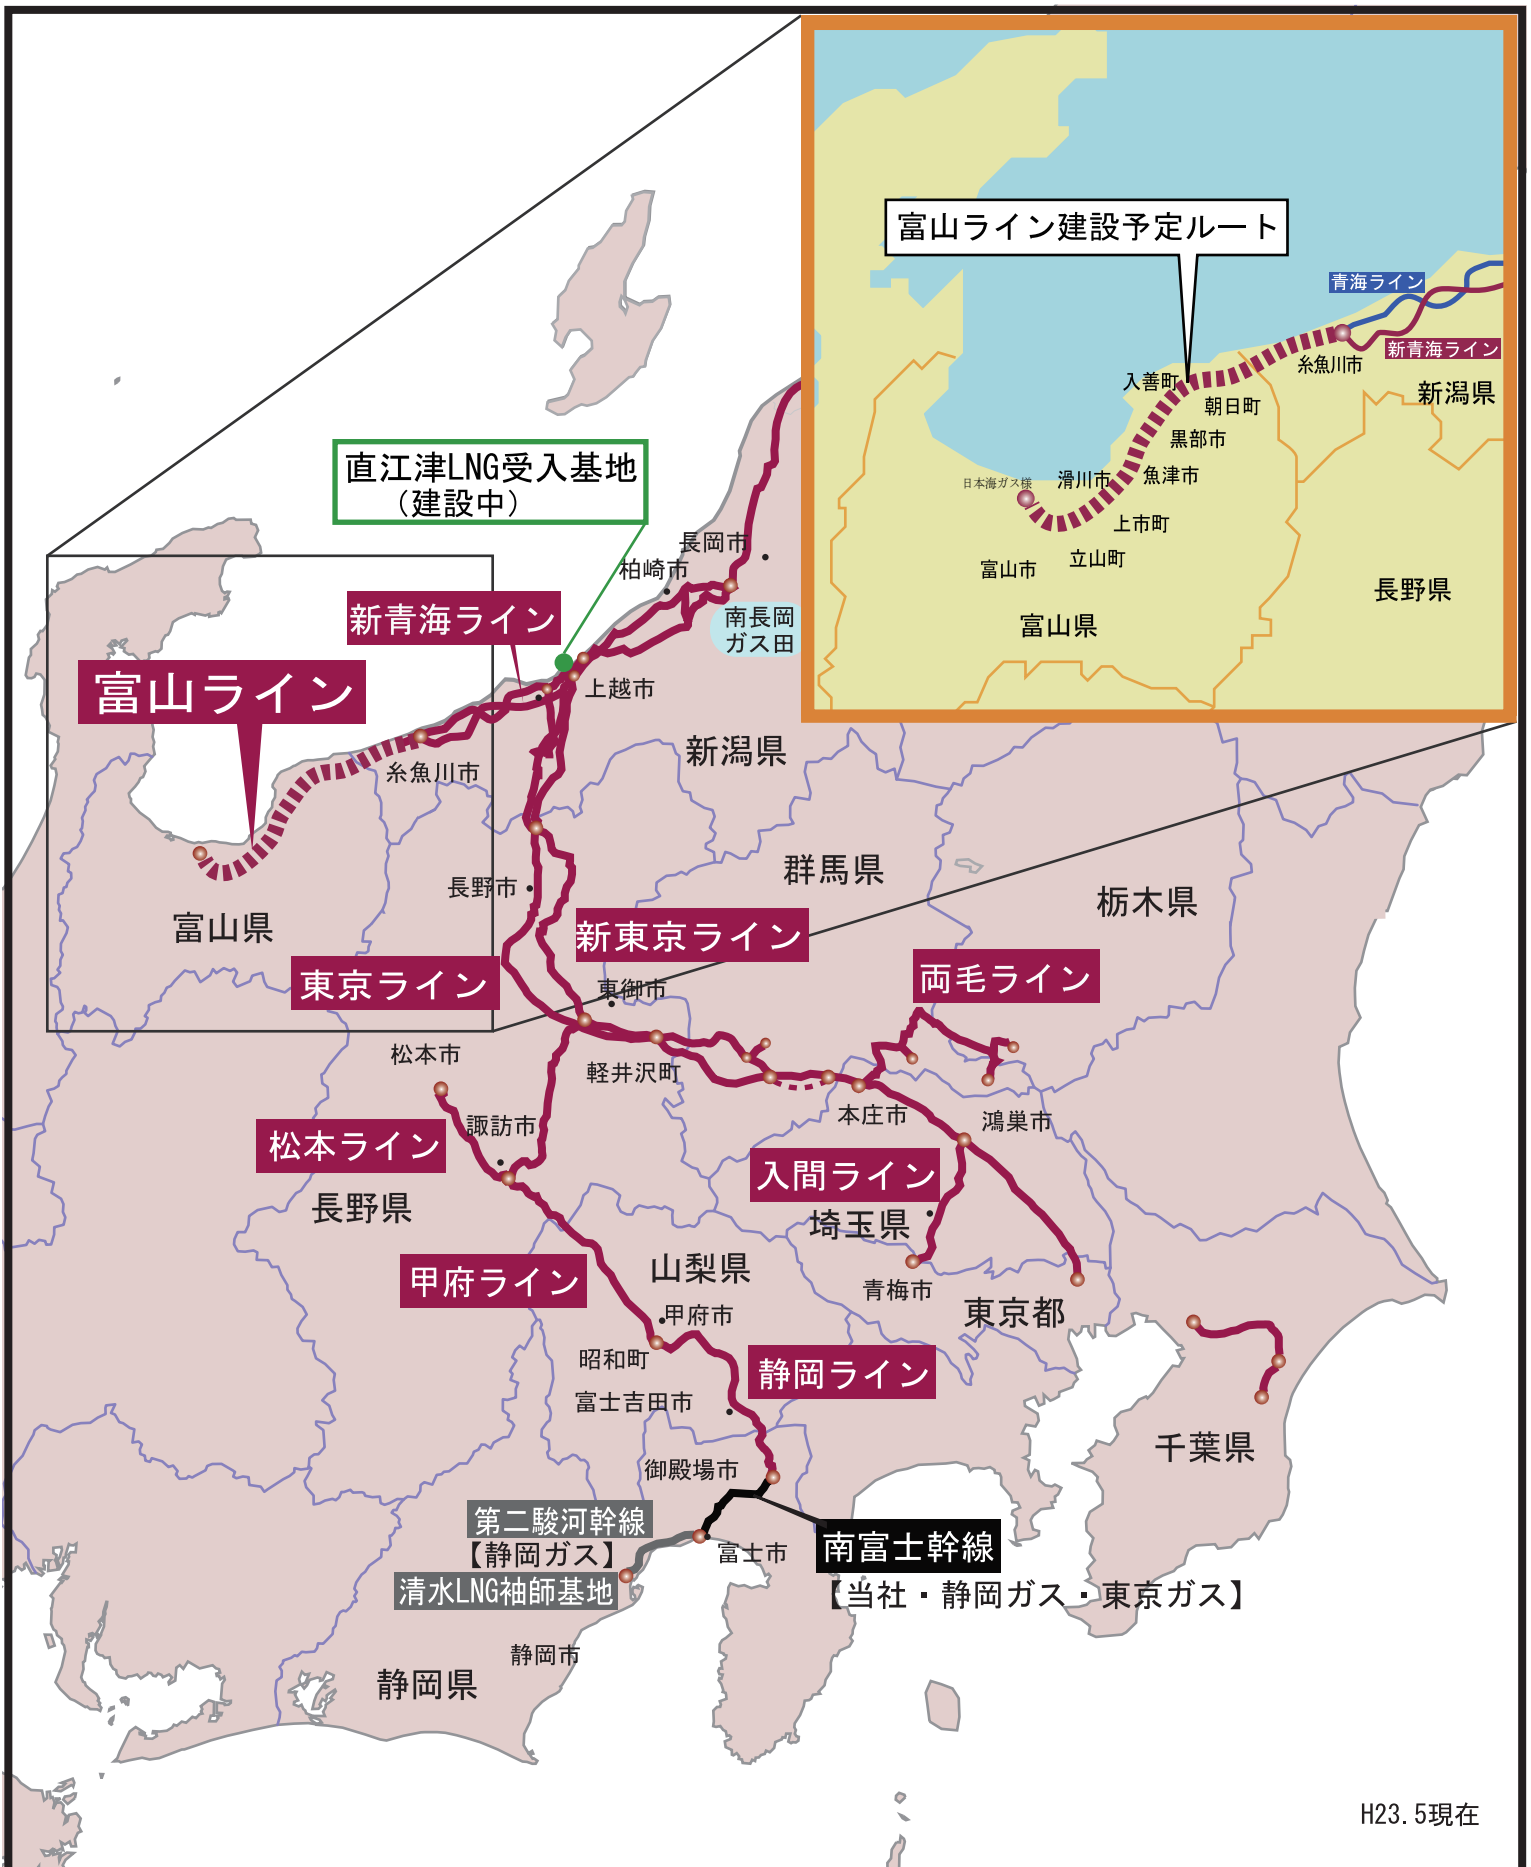 富山ライン建設予定ルート
青海ライン
新青海ライン
糸魚川市
新潟県
入善町
朝日町
黒部市
魚津市
滑川市
日本海ガス様
上市町
立山町
富山市
長野県
富山県
直江津LNG受入基地
（建設中）
長岡市
柏崎市
南長岡
ガス田
新青海ライン
富山ライン
上越市
新潟県
糸魚川市
群馬県
長野市
栃木県
富山県
新東京ライン
東京ライン
両毛ライン
東御市
松本市
軽井沢町
本庄市
鴻巣市
諏訪市
松本ライン
入間ライン
長野県
埼玉県
山梨県
甲府ライン
青梅市
東京都
甲府市
昭和町
静岡ライン
富士吉田市
千葉県
御殿場市
第二駿河幹線
【静岡ガス】
清水LNG袖師基地
富士市
南富士幹線
【当社・静岡ガス・東京ガス】
静岡市
静岡県
H23.5現在